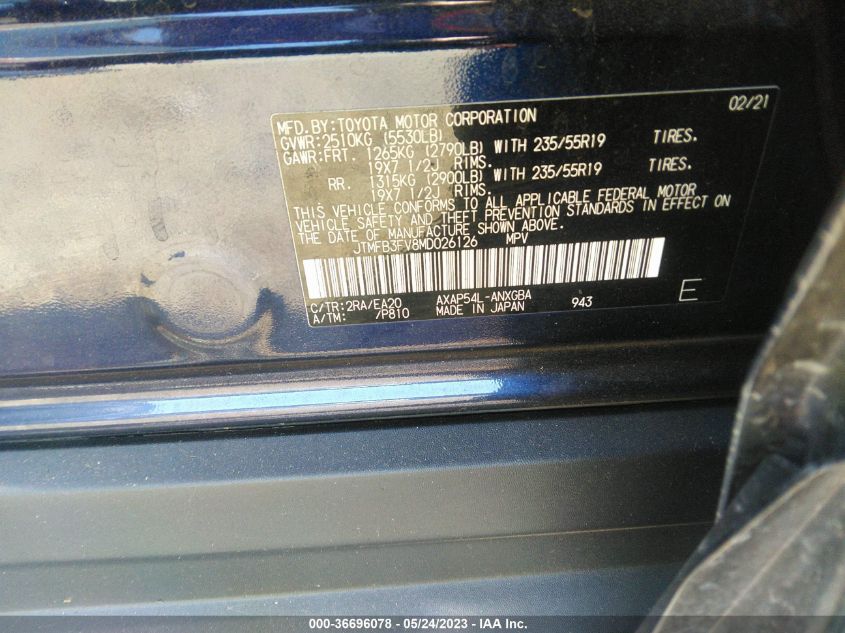 02/21
MFD.BY:TOYOTA MOTOR CORPORATION
GVWR:2510KG (5530LB)
GAWR:FRT. 1265KG (2790LB) WITH 235/55R19 TIRES.
19X7 1/2J RIMS.
RR. 1315KG (2900LB) WITH 235/55R19 TIRES.
19X7 1/2J RIMS.
THIS VEHICLE CONFORMS TO ALL APPLICABLE FEDERAL MOTOR
VEHICLE SAFETY AND THEFT PREVENTION STANDARDS IN EFFECT ON
THE DATE OF MANUFACTURE SHOWN ABOVE.
JTMFB3FV8MD026126 MPV
C/TR:2RA/EA20 AXAP54L-ANXGBA 943 E
A/TM: /P810 MADE IN JAPAN
000-36696078 - 05/24/2023 - IAA Inc.